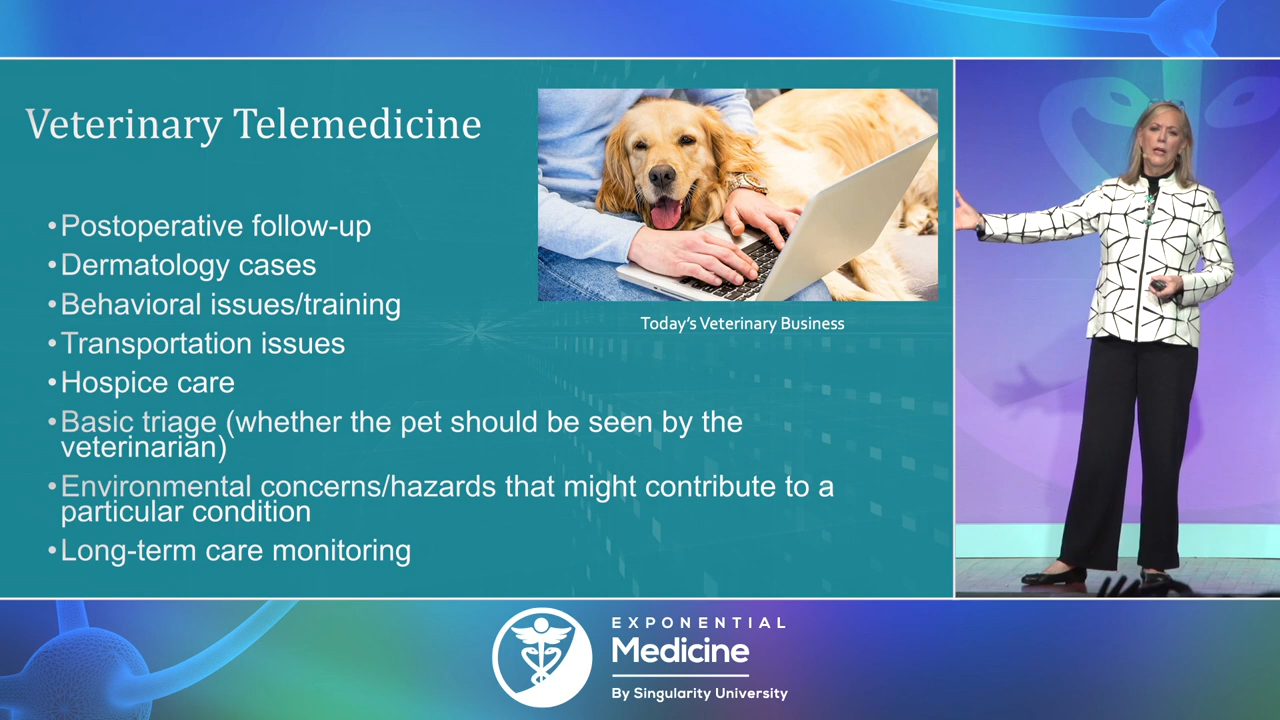 Veterinary Telemedicine
•Postoperative follow-up
•Dermatology cases
•Behavioral issues/training
•Transportation issues
•Hospice care
•Basic triage (whether the pet should be seen by the
veterinarian)
•Environmental concerns/hazards that might contribute to a
particular condition
•Long-term care monitoring
Today's Veterinary Business
EXPONENTIAL
Medicine
By Singularity University